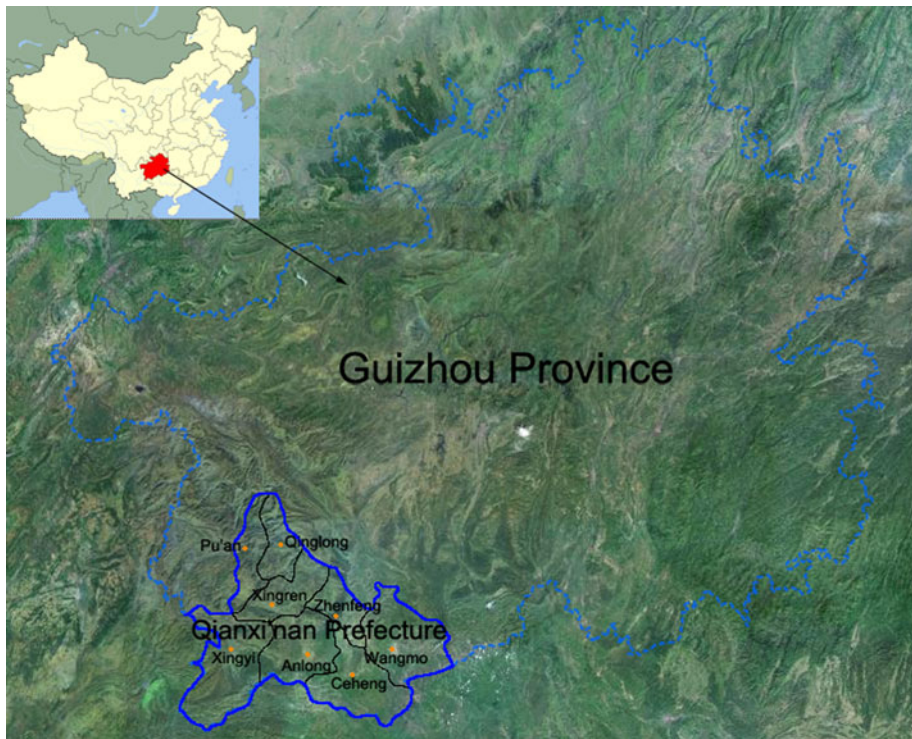 Guizhou Province
Pu'an
Qinglong
Xingren
Zhenfeng
Qianxi'nan Prefecture
Xingyi
Anlong
Wangmo
Ceheng